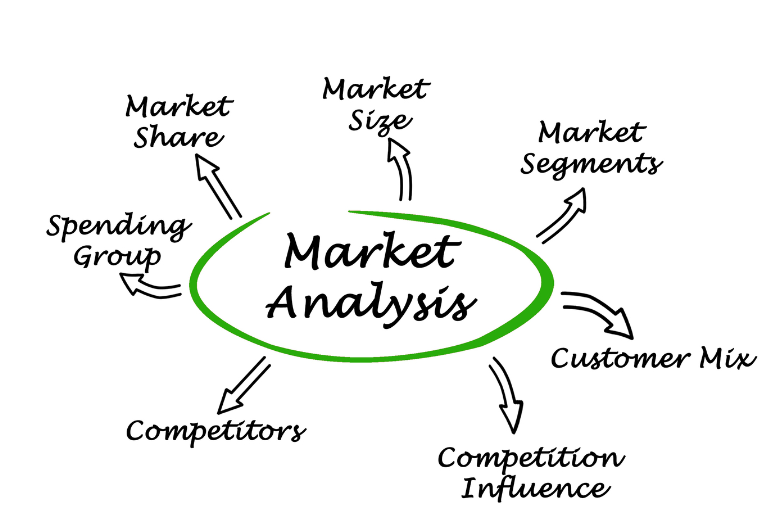 Market
Size
Market
Share
Market
Segments
Spending
Group
Market
Analysis
Customer Mix
Competitors
Competition
Influence